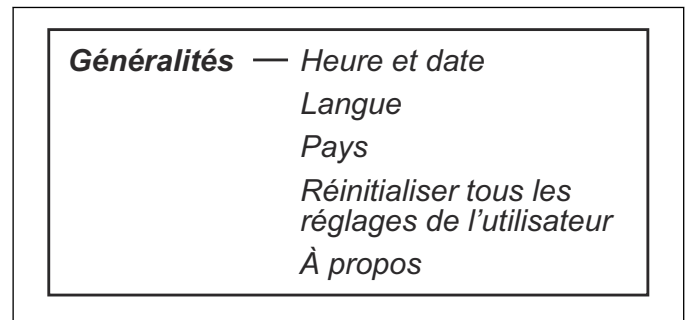 Généralités — Heure et date
Langue
Pays
Réinitialiser tous les
réglages de l’utilisateur
À propos